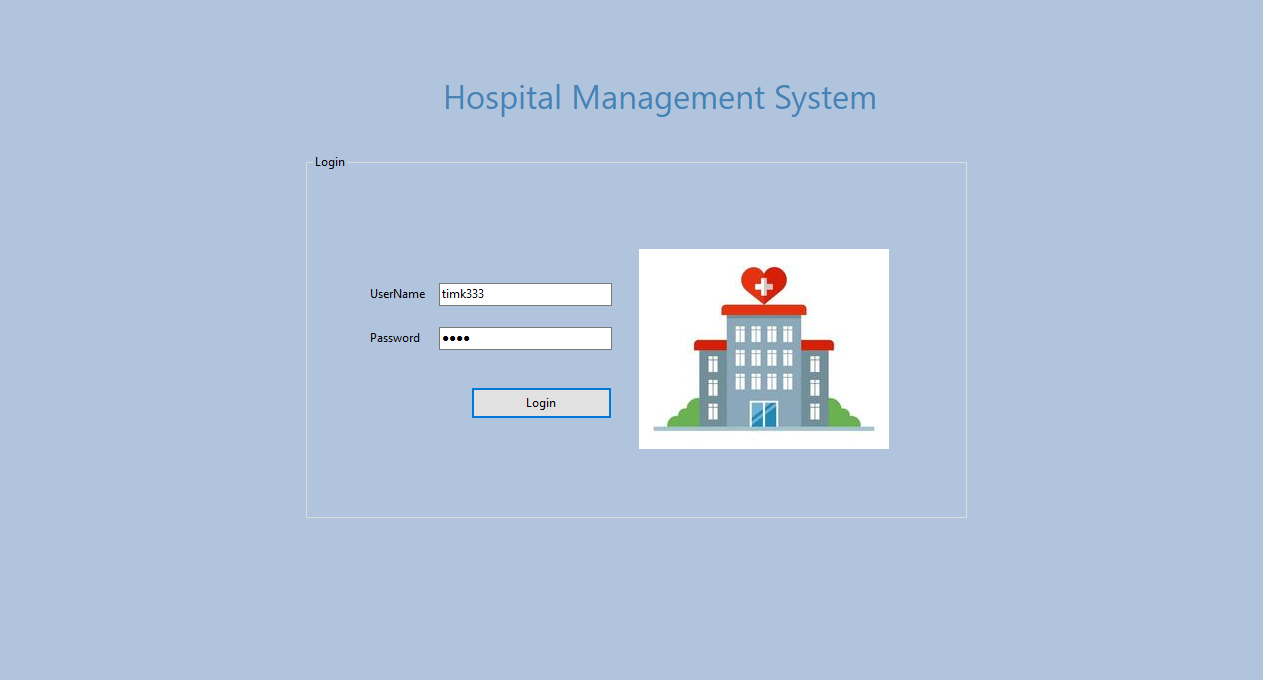 Hospital Management System
Login
UserName timk333
Password ●●●●
Login